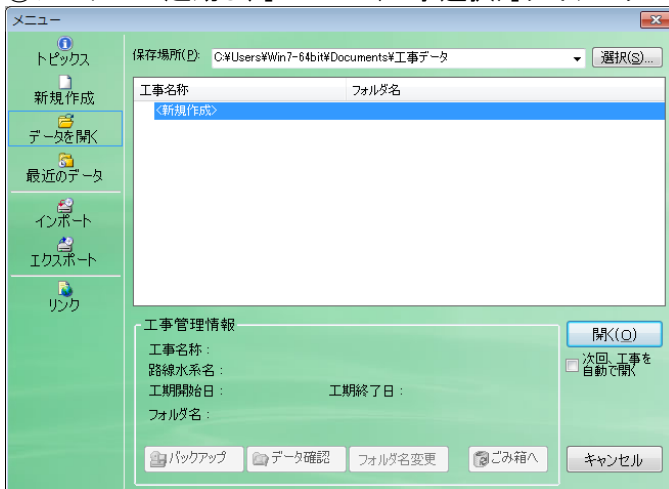 メニュー
トピックス
新規作成
データを開く
最近のデータ
インポート
エクスポート
リンク
保存場所(P): C:¥Users¥Win7-64bit¥Documents¥工事データ 選択(S)...
工事名称 フォルダ名
<新規作成>
工事管理情報
工事名称 :
路線水系名 :
工期開始日 : 工期終了日 :
フォルダ名 :
バックアップ データ確認 フォルダ名変更 ごみ箱へ
開く(O)
次回、工事を
自動で開く
キャンセル